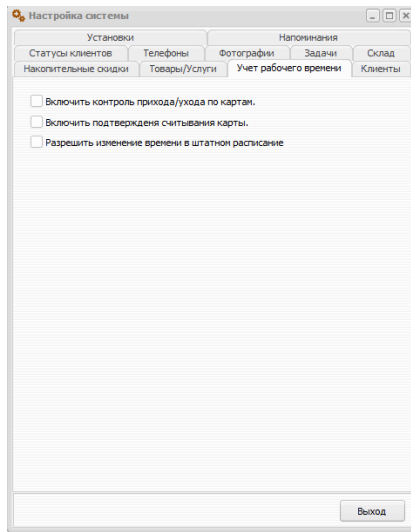 Настройка системы
Установки Напоминания
Статусы клиентов Телефоны Фотографии Задачи Склад
Накопительные скидки Товары/Услуги Учет рабочего времени Клиенты
Включить контроль прихода/ухода по картам.
Включить подтвержденя считывания карты.
Разрешить изменение времени в штатном расписание
Выход